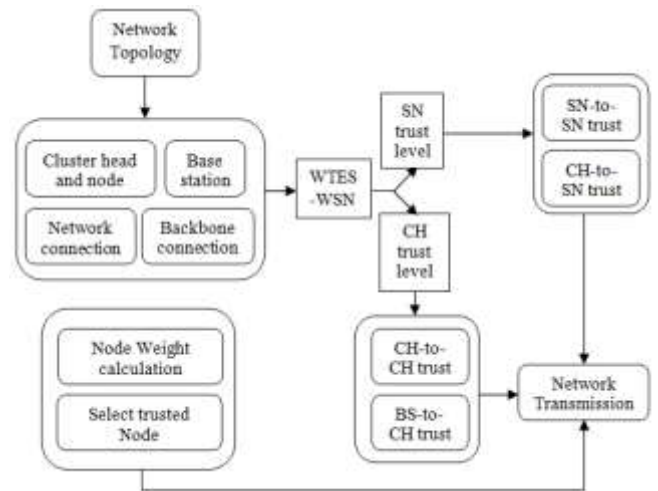 Network
Topology
Cluster head
and node
Base
station
Network
connection
Backbone
connection
WTES
-WSN
SN
trust
level
CH
trust
level
SN-to-
SN trust
CH-to-
SN trust
Node Weight
calculation
Select trusted
Node
CH-to-
CH trust
BS-to-
CH trust
Network
Transmission